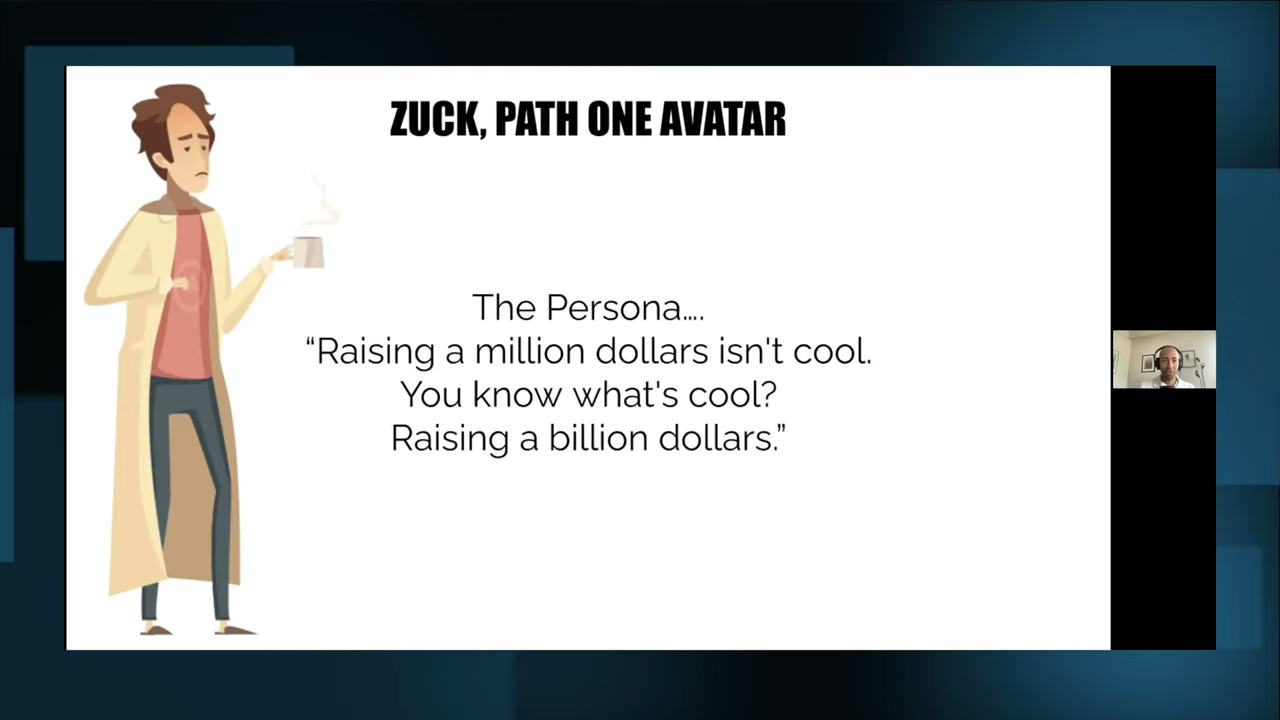 ZUCK, PATH ONE AVATAR
The Persona....
“Raising a million dollars isn't cool.
You know what's cool?
Raising a billion dollars.”